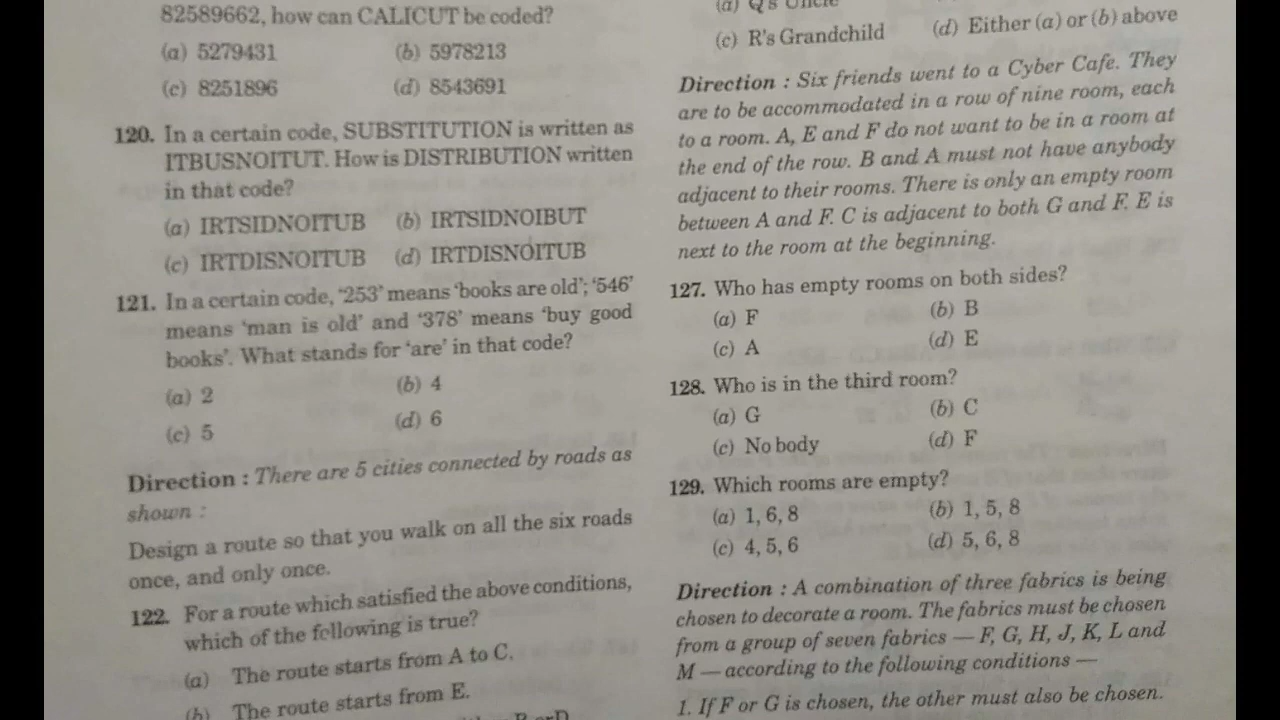 82589662, how can CALICUT be coded?
(a) 5279431 (b) 5978213
(c) 8251896 (d) 8543691
120. In a certain code, SUBSTITUTION is written as
ITBUSNOITUT. How is DISTRIBUTION written
in that code?
(a) IRTSIDNOITUB (b) IRTSIDNOIBUT
(c) IRTDISNOITUB (d) IRTDISNOITUB
121. In a certain code, '253' means 'books are old'; '546'
means 'man is old' and '378' means 'buy good
books'. What stands for 'are' in that code?
(a) 2 (b) 4
(c) 5 (d) 6
Direction : There are 5 cities connected by roads as
shown :
Design a route so that you walk on all the six roads
once, and only once.
122. For a route which satisfied the above conditions,
which of the following is true?
(a) The route starts from A to C.
(b) The route starts from E.
(a) Q's Uncle
(c) R's Grandchild (d) Either (a) or (b) above
Direction : Six friends went to a Cyber Cafe. They
are to be accommodated in a row of nine room, each
to a room. A, E and F do not want to be in a room at
the end of the row. B and A must not have anybody
adjacent to their rooms. There is only an empty room
between A and F. C is adjacent to both G and F. E is
next to the room at the beginning.
127. Who has empty rooms on both sides?
(a) F (b) B
(c) A (d) E
128. Who is in the third room?
(a) G (b) C
(c) No body (d) F
129. Which rooms are empty?
(a) 1, 6, 8 (b) 1, 5, 8
(c) 4, 5, 6 (d) 5, 6, 8
Direction : A combination of three fabrics is being
chosen to decorate a room. The fabrics must be chosen
from a group of seven fabrics — F, G, H, J, K, L and
M — according to the following conditions —
1. If F or G is chosen, the other must also be chosen.